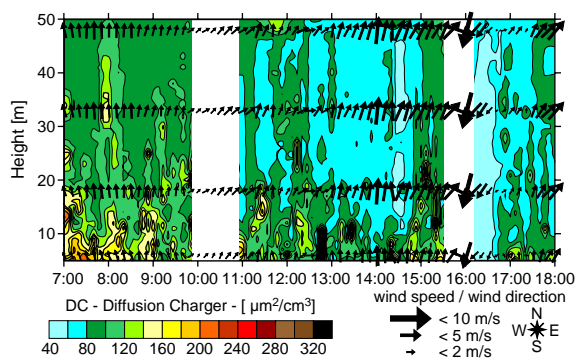 50
40
30
20
10
Height [m]
7:00 8:00 9:00 10:00 11:00 12:00 13:00 14:00 15:00 16:00 17:00 18:00
DC - Diffusion Charger - [ µm²/cm³]
40 80 120 160 200 240 280 320
wind speed / wind direction
< 10 m/s
< 5 m/s
< 2 m/s
N
W E
S